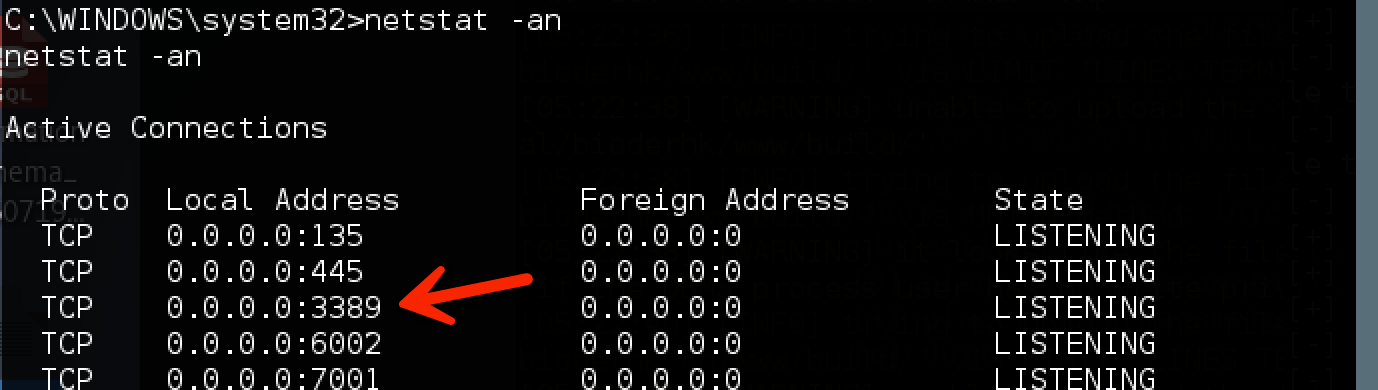 C:\WINDOWS\system32>netstat -an
netstat -an
Active Connections
Proto Local Address Foreign Address State
TCP 0.0.0.0:135 0.0.0.0:0 LISTENING
TCP 0.0.0.0:445 0.0.0.0:0 LISTENING
TCP 0.0.0.0:3389 0.0.0.0:0 LISTENING
TCP 0.0.0.0:6002 0.0.0.0:0 LISTENING
TCP 0.0.0.0:7001 0.0.0.0:0 LISTENING